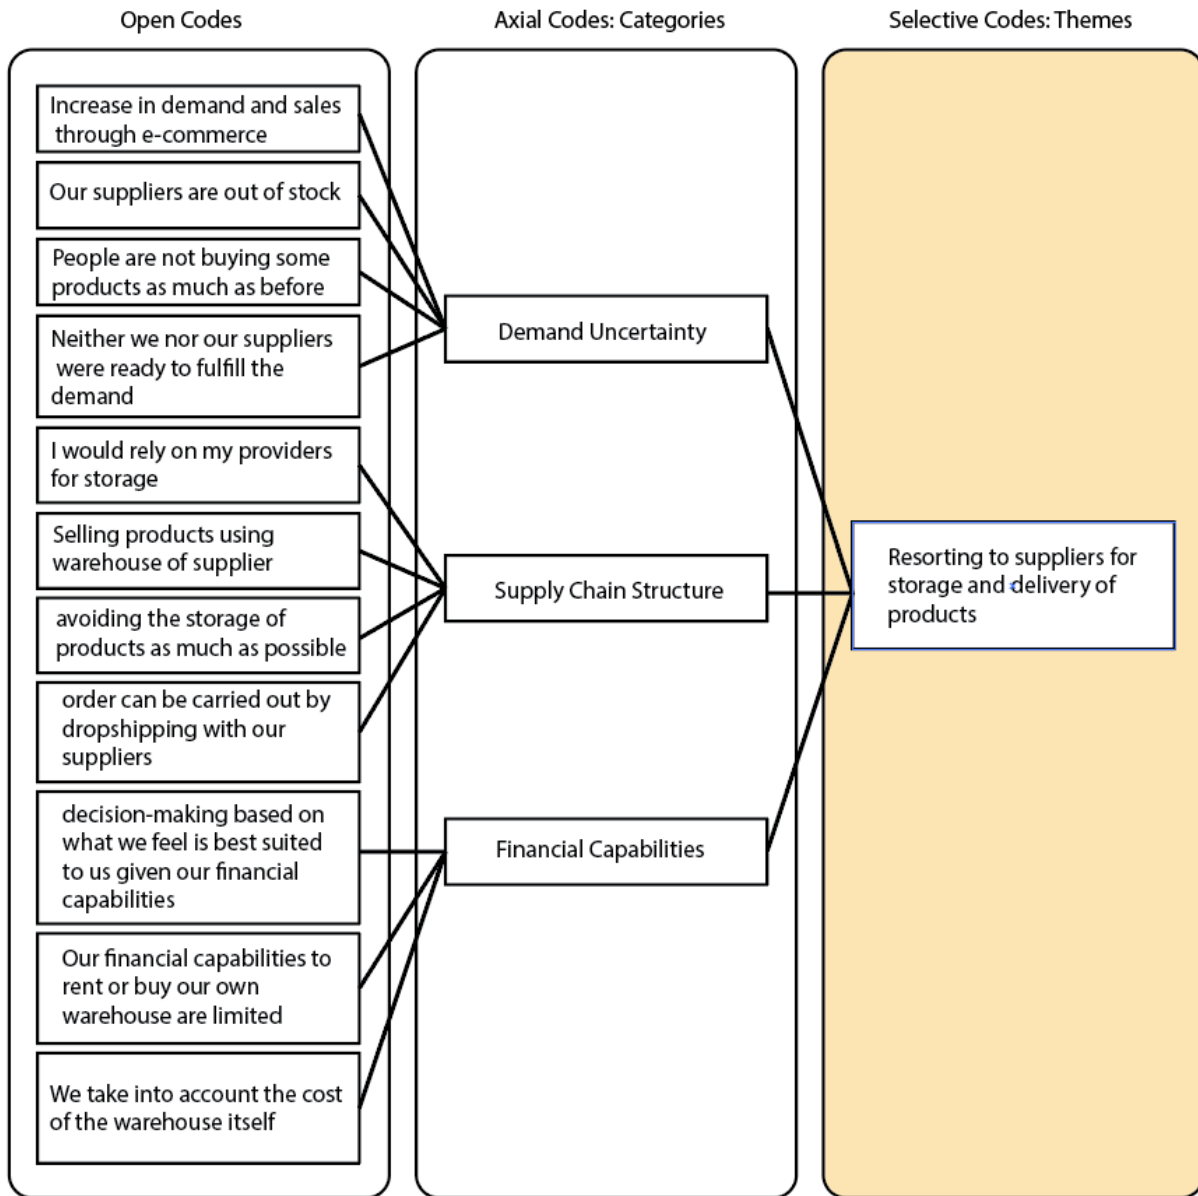 Open Codes
Axial Codes: Categories
Selective Codes: Themes
Increase in demand and sales
through e-commerce
Our suppliers are out of stock
People are not buying some
products as much as before
Neither we nor our suppliers
were ready to fulfill the
demand
I would rely on my providers
for storage
Selling products using
warehouse of supplier
avoiding the storage of
products as much as possible
order can be carried out by
dropshipping with our
suppliers
decision-making based on
what we feel is best suited
to us given our financial
capabilities
Our financial capabilities to
rent or buy our own
warehouse are limited
We take into account the cost
of the warehouse itself
Demand Uncertainty
Supply Chain Structure
Financial Capabilities
Resorting to suppliers for
storage and delivery of
products